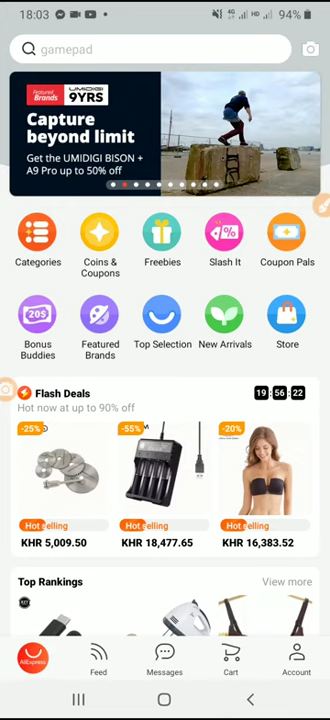 18:03
4G
HD
94%
gamepad
Featured
Brands
UMIDIGI
9YRS
Capture
beyond limit
Get the UMIDIGI BISON +
A9 Pro up to 50% off
Categories
Coins &
Coupons
Freebies
Slash It
Coupon Pals
20$
Bonus
Buddies
Featured
Brands
Top Selection
New Arrivals
Store
Flash Deals
19:56:22
Hot now at up to 90% off
-25%
-55%
-20%
Hot selling
Hot selling
Hot selling
KHR 5,009.50
KHR 18,477.65
KHR 16,383.52
Top Rankings
View more
AliExpress
Feed
Messages
Cart
Account